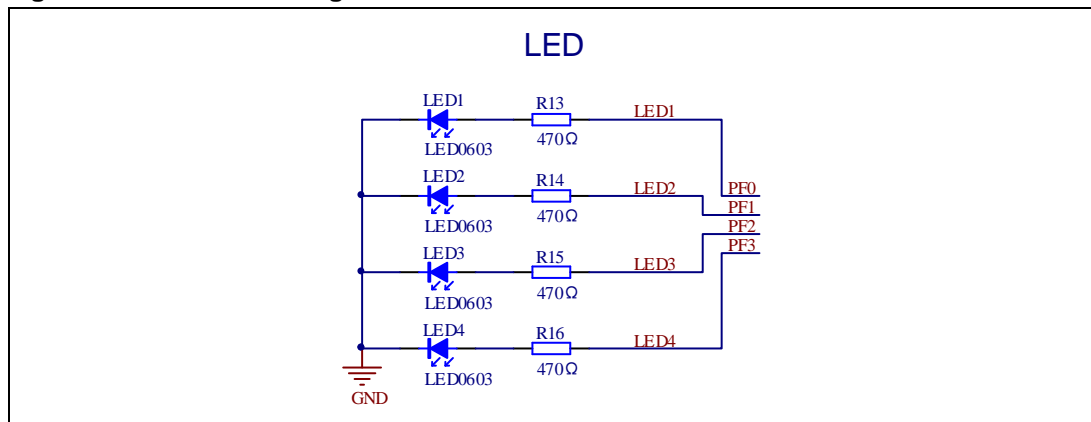 LED
LED1 R13 LED1
LED0603 470Ω
LED2 R14 LED2 PF0
PF1
LED0603 470Ω PF2
LED3 R15 LED3 PF3
LED0603 470Ω
LED4 R16 LED4
LED0603 470Ω
GND